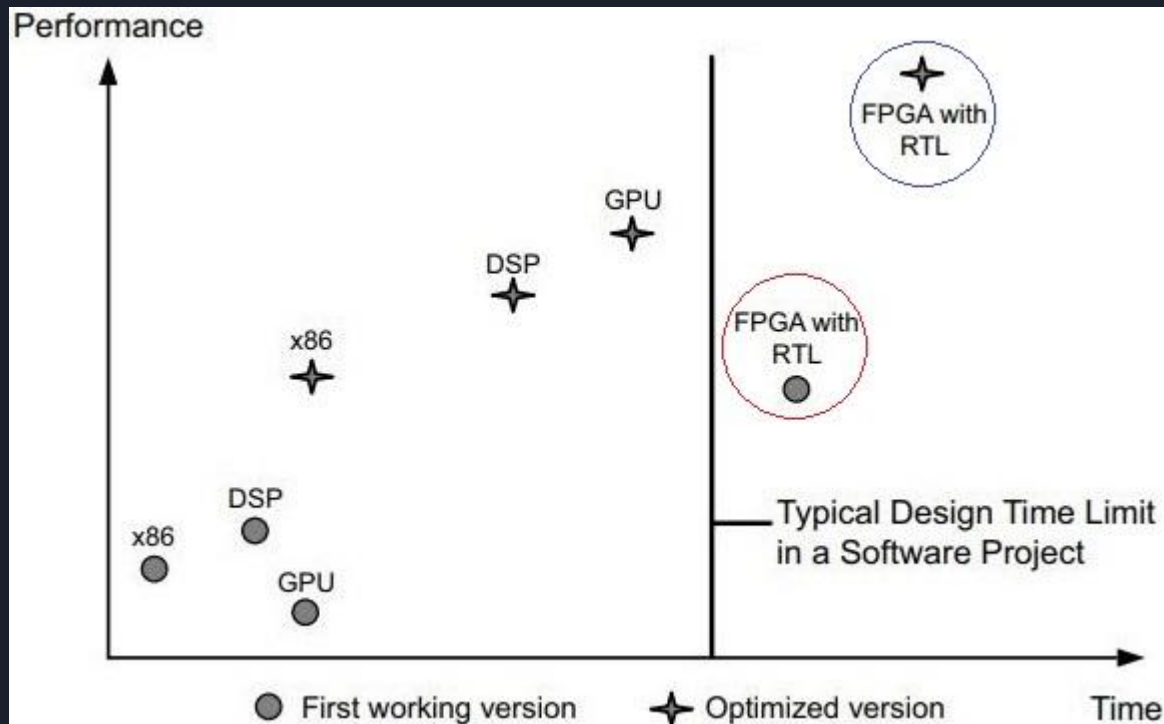 Performance
FPGA with
RTL
GPU
DSP
FPGA with
RTL
x86
DSP
x86
GPU
Typical Design Time Limit
in a Software Project
First working version
Optimized version
Time